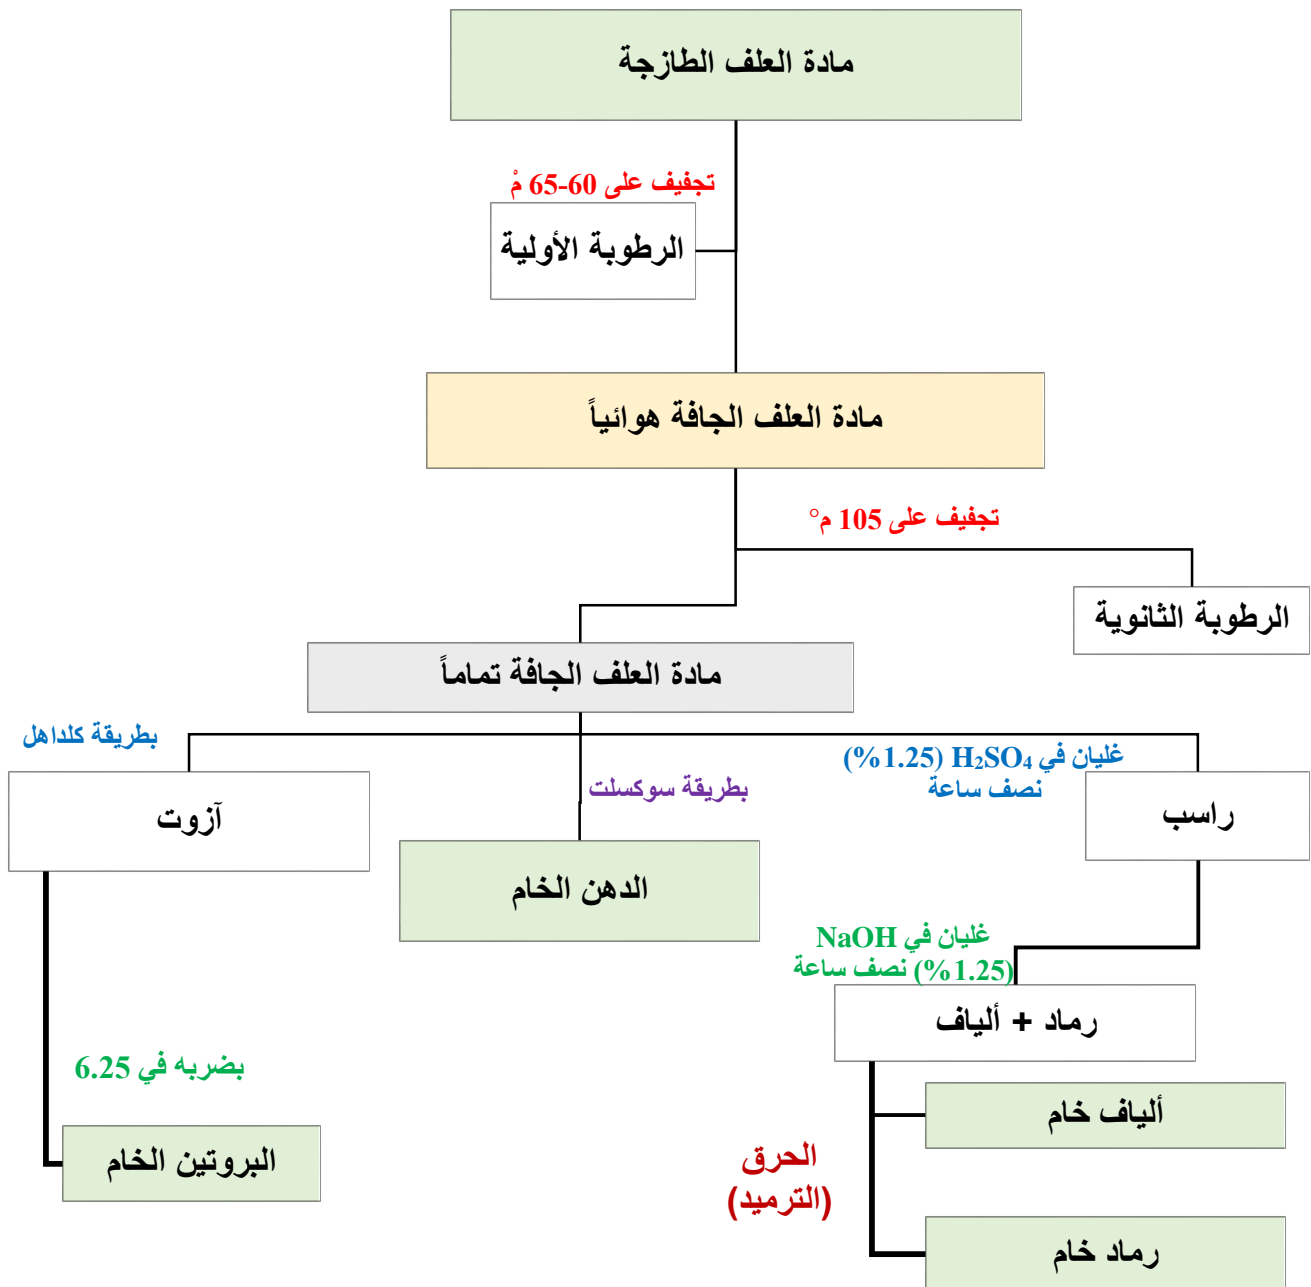 مادة العلف الطازجة
تجفيف على 60-65 مْ
الرطوبة الأولية
مادة العلف الجافة هوائياً
تجفيف على 105 م°
الرطوبة الثانوية
مادة العلف الجافة تماماً
بطريقة كلداهل
غليان في H₂SO₄ (1.25%)
نصف ساعة
آزوت
بطريقة سوكسلت
راسب
الدهن الخام
غليان في NaOH
(1.25%) نصف ساعة
رماد + ألياف
بضربه في 6.25
ألياف خام
البروتين الخام
الحرق
(الترميد)
رماد خام